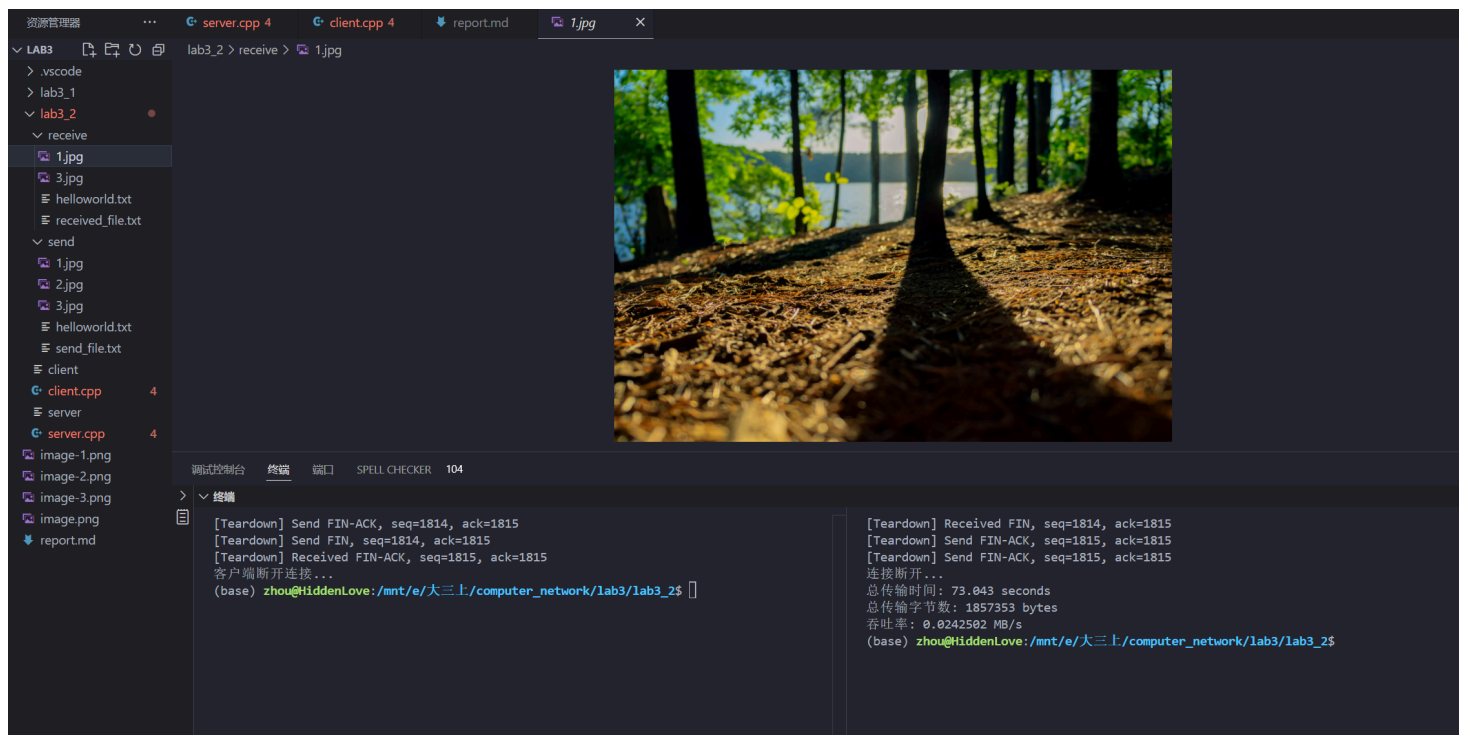 资源管理器 ...
LAB3
> .vscode
> lab3_1
lab3_2
receive
1.jpg
3.jpg
helloworld.txt
received_file.txt
send
1.jpg
2.jpg
3.jpg
helloworld.txt
send_file.txt
client
client.cpp 4
server
server.cpp 4
image-1.png
image-2.png
image-3.png
image.png
report.md
server.cpp 4 client.cpp 4 report.md 1.jpg
lab3_2 > receive > 1.jpg
调试控制台 终端 端口 SPELL CHECKER 104
终端
[Teardown] Send FIN-ACK, seq=1814, ack=1815
[Teardown] Send FIN, seq=1814, ack=1815
[Teardown] Received FIN-ACK, seq=1815, ack=1815
客户端断开连接...
(base) zhou@HiddenLove:/mnt/e/大三上/computer_network/lab3/lab3_2$
[Teardown] Received FIN, seq=1814, ack=1815
[Teardown] Send FIN-ACK, seq=1815, ack=1815
[Teardown] Send FIN-ACK, seq=1815, ack=1815
连接断开...
总传输时间: 73.043 seconds
总传输字节数: 1857353 bytes
吞吐率: 0.0242502 MB/s
(base) zhou@HiddenLove:/mnt/e/大三上/computer_network/lab3/lab3_2$